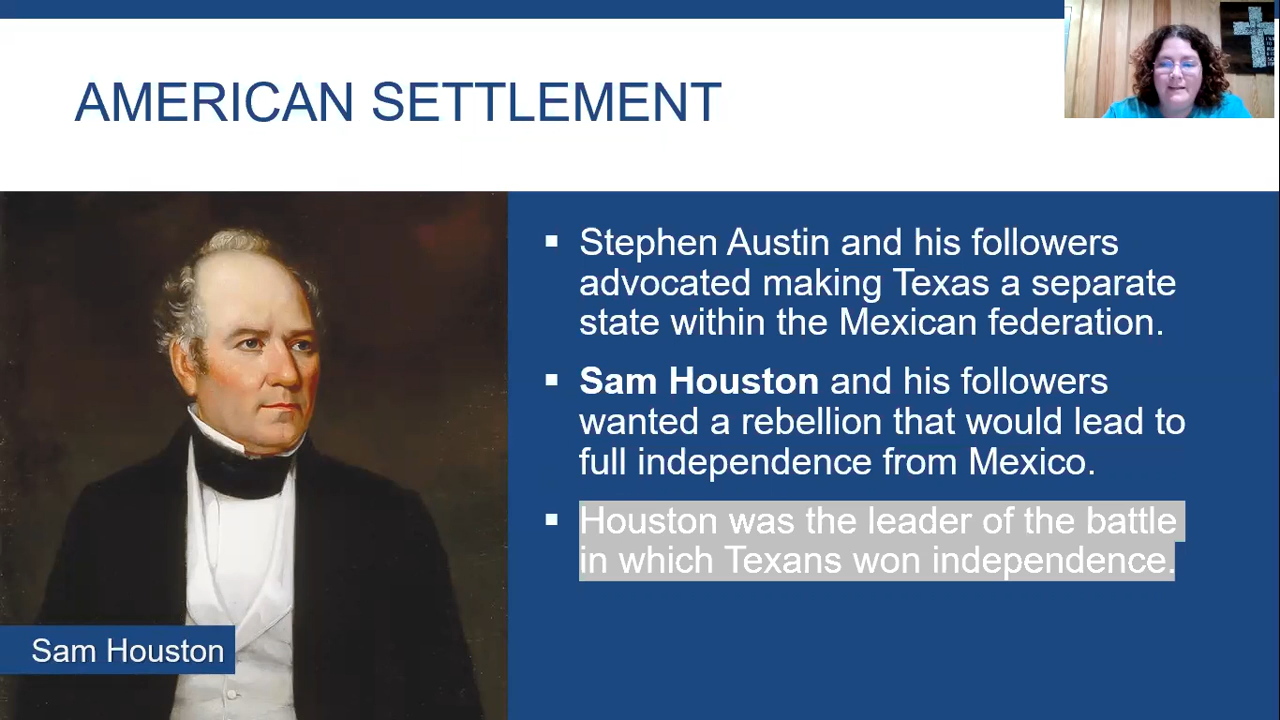 AMERICAN SETTLEMENT
▪ Stephen Austin and his followers
advocated making Texas a separate
state within the Mexican federation.
▪ Sam Houston and his followers
wanted a rebellion that would lead to
full independence from Mexico.
▪ Houston was the leader of the battle
in which Texans won independence.
Sam Houston